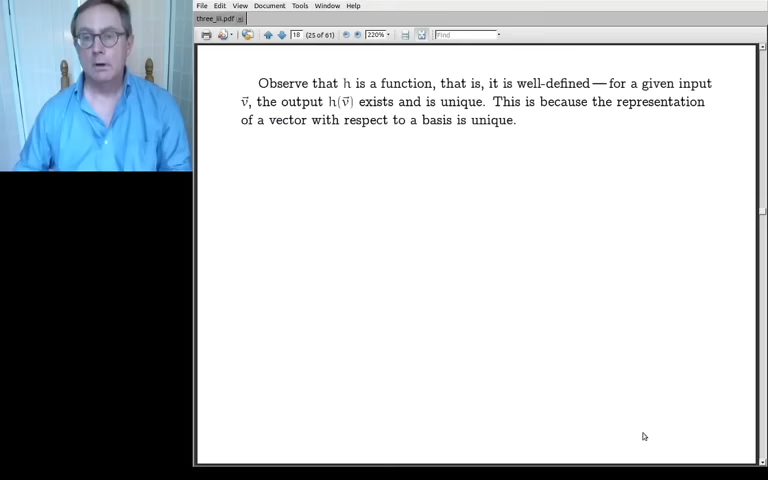 File Edit View Document Tools Window Help
three_iii.pdf
18 (25 of 61) 220% Find
Observe that h is a function, that is, it is well-defined — for a given input
v⃗, the output h(v⃗) exists and is unique. This is because the representation
of a vector with respect to a basis is unique.